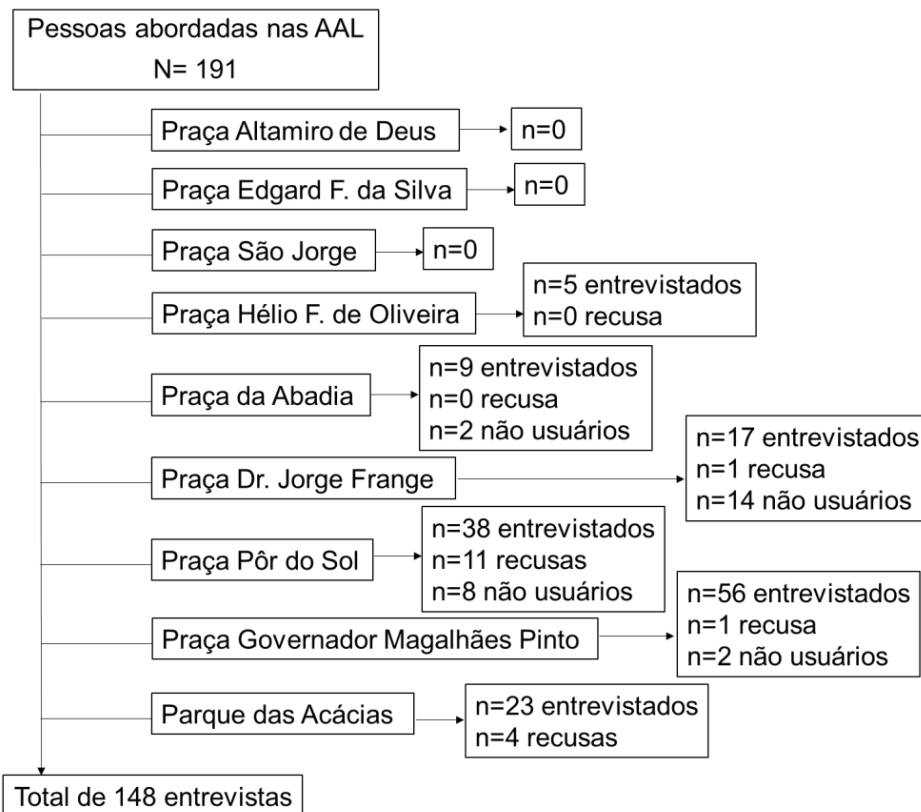 Pessoas abordadas nas AAL
N= 191
Praça Altamiro de Deus
n=0
Praça Edgard F. da Silva
n=0
Praça São Jorge
n=0
Praça Hélio F. de Oliveira
n=5 entrevistados
n=0 recusa
Praça da Abadia
n=9 entrevistados
n=0 recusa
n=2 não usuários
Praça Dr. Jorge Frange
n=17 entrevistados
n=1 recusa
n=14 não usuários
Praça Pôr do Sol
n=38 entrevistados
n=11 recusas
n=8 não usuários
Praça Governador Magalhães Pinto
n=56 entrevistados
n=1 recusa
n=2 não usuários
Parque das Acácias
n=23 entrevistados
n=4 recusas
Total de 148 entrevistas